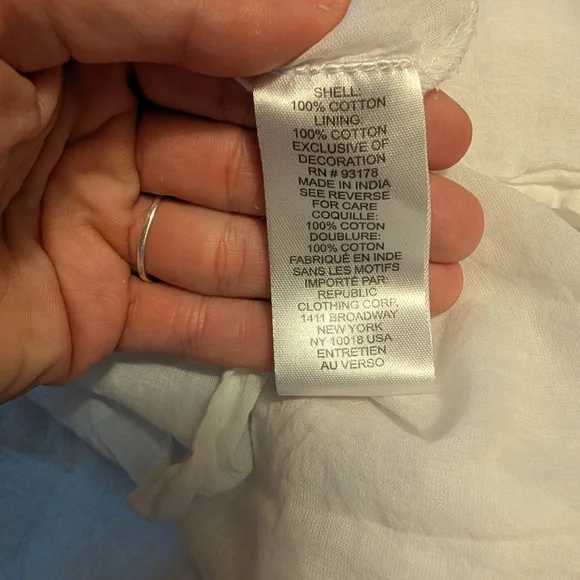 SHELL:
100% COTTON
LINING:
100% COTTON
EXCLUSIVE OF
DECORATION
RN # 93178
MADE IN INDIA
SEE REVERSE
FOR CARE
COQUILLE:
100% COTON
DOUBLURE:
100% COTON
FABRIQUÉ EN INDE
SANS LES MOTIFS
IMPORTÉ PAR:
REPUBLIC
CLOTHING CORP,
1411 BROADWAY
NEW YORK
NY 10018 USA
ENTRETIEN
AU VERSO